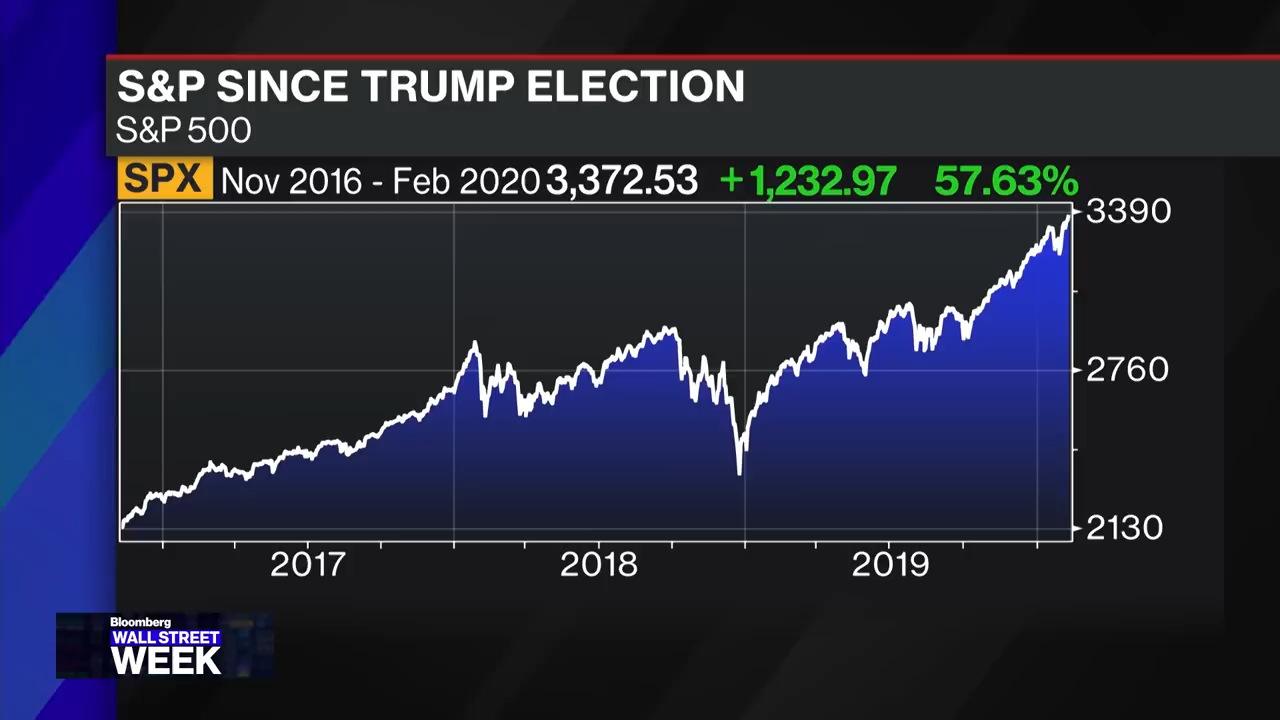 S&P SINCE TRUMP ELECTION
S&P 500
SPX Nov 2016 - Feb 2020 3,372.53 +1,232.97 57.63%
3390
2760
2130
2017 2018 2019
Bloomberg
WALL STREET
WEEK